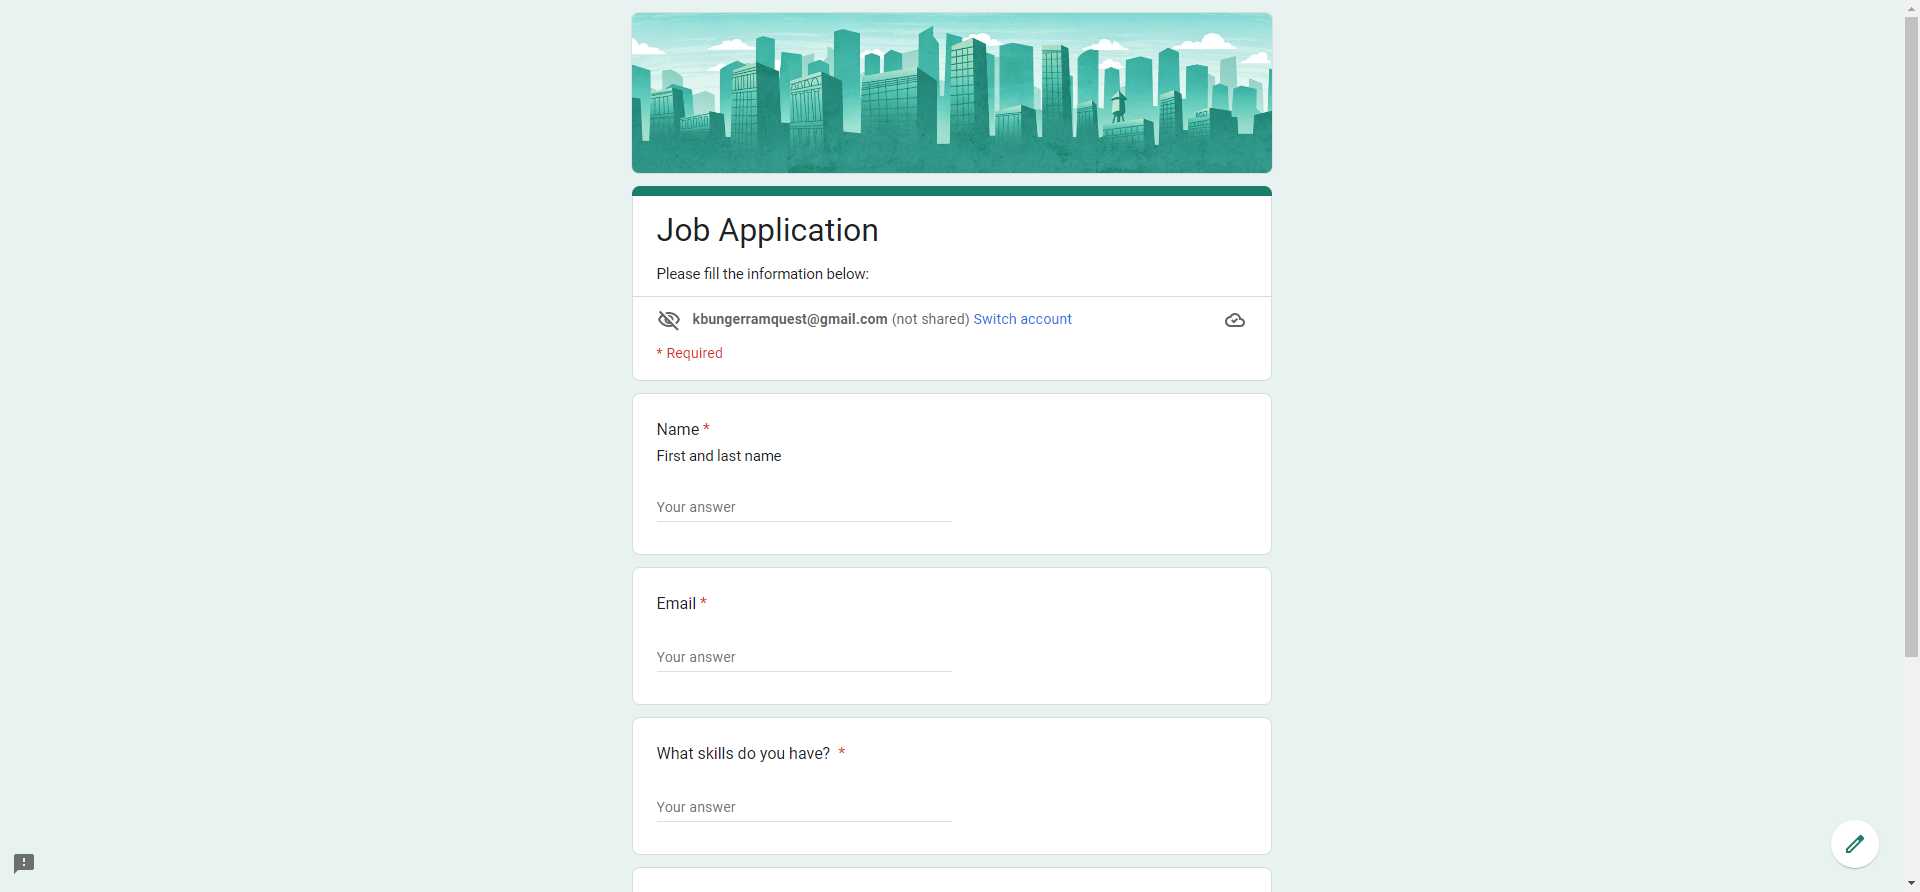 Job Application
Please fill the information below:
kbungerramquest@gmail.com (not shared) Switch account
* Required
Name *
First and last name
Your answer
Email *
Your answer
What skills do you have? *
Your answer